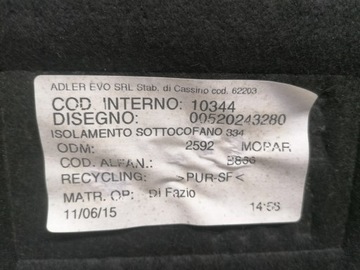 ADLER EVO SRL Stab. di Cassino cod. 62203
COD. INTERNO: 10344
DISEGNO: 00520243280
ISOLAMENTO SOTTOCOFANO 334
ODM: 2592 MOPAR
COD. ALFAN.: B866
RECYCLING: >PUR-SF<
MATR. OP: Di Fazio
11/06/15 14:58